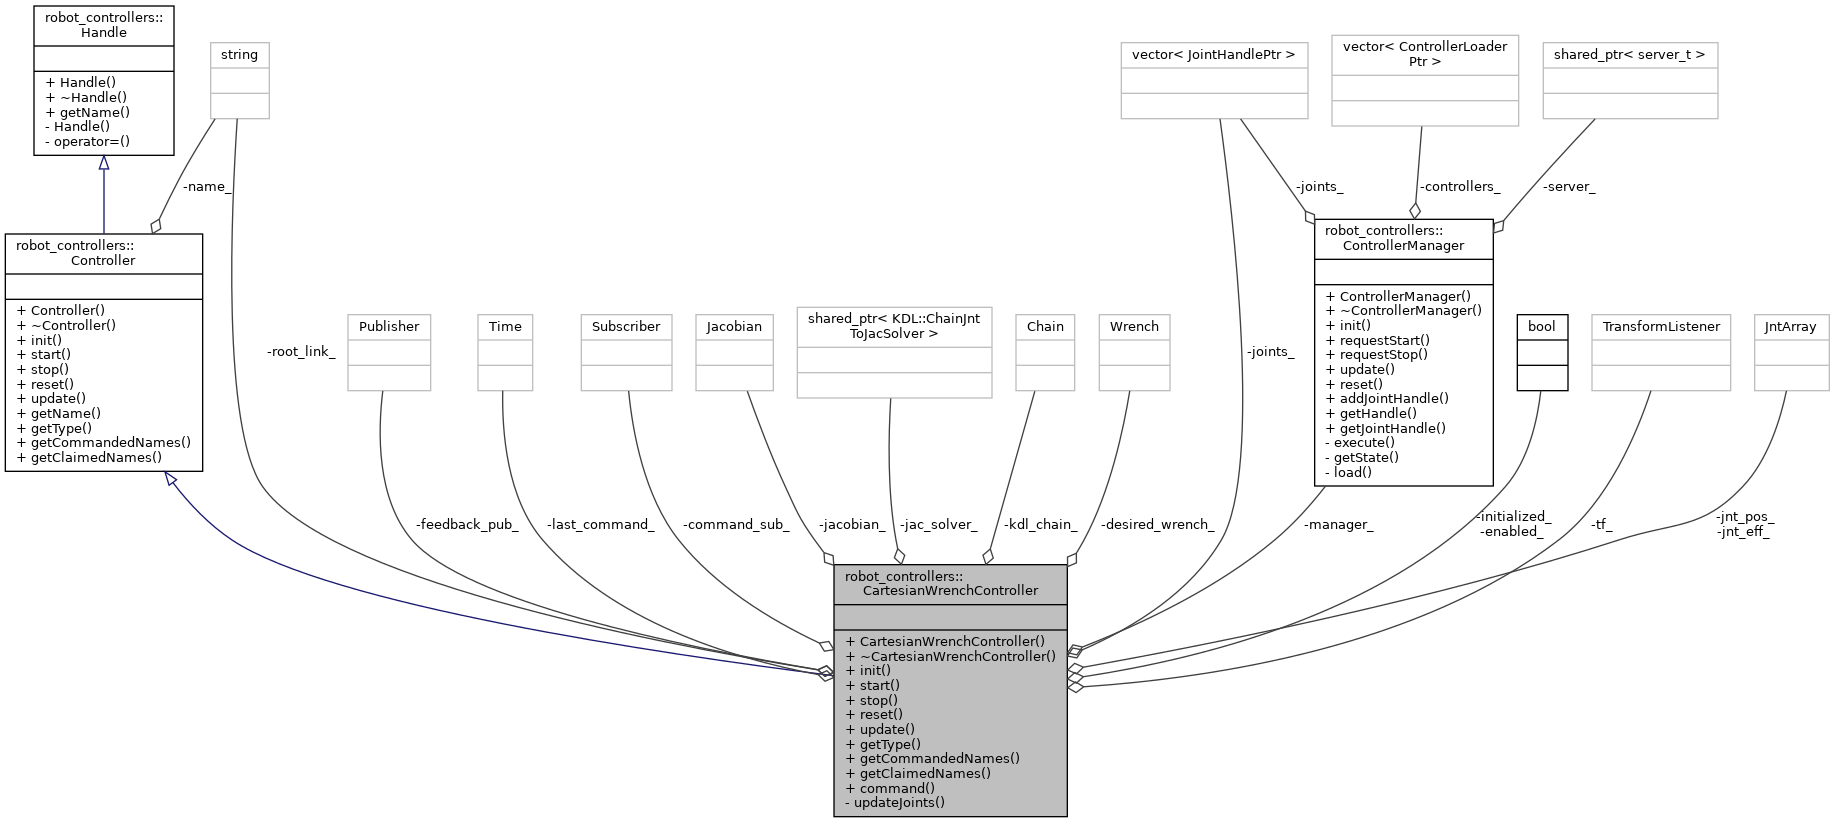 robot_controllers::
Handle
+ Handle()
+ ~Handle()
+ getName()
- Handle()
- operator=()
string
vector< JointHandlePtr >
vector< ControllerLoader
Ptr >
shared_ptr< server_t >
-name_
-joints_
-controllers_
-server_
robot_controllers::
Controller
+ Controller()
+ ~Controller()
+ init()
+ start()
+ stop()
+ reset()
+ update()
+ getName()
+ getType()
+ getCommandedNames()
+ getClaimedNames()
-root_link_
Publisher
Time
Subscriber
Jacobian
shared_ptr< KDL::ChainJnt
ToJacSolver >
Chain
Wrench
-joints_
robot_controllers::
ControllerManager
+ ControllerManager()
+ ~ControllerManager()
+ init()
+ requestStart()
+ requestStop()
+ update()
+ reset()
+ addJointHandle()
+ getHandle()
+ getJointHandle()
- execute()
- getState()
- load()
bool
TransformListener
JntArray
-feedback_pub_
-last_command_
-command_sub_
-jacobian_
-jac_solver_
-kdl_chain_
-desired_wrench_
-manager_
-initialized_
-enabled_
-tf_
-jnt_pos_
-jnt_eff_
robot_controllers::
CartesianWrenchController
+ CartesianWrenchController()
+ ~CartesianWrenchController()
+ init()
+ start()
+ stop()
+ reset()
+ update()
+ getType()
+ getCommandedNames()
+ getClaimedNames()
+ command()
- updateJoints()